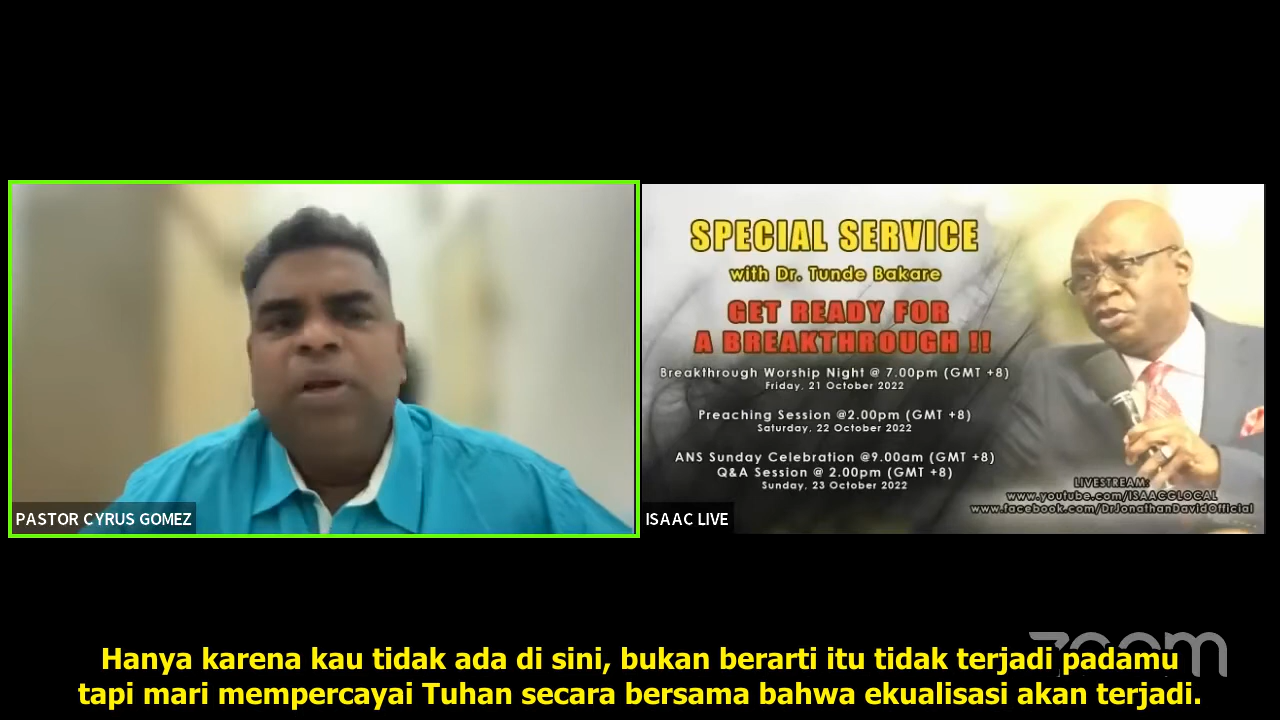 SPECIAL SERVICE
with Dr. Tunde Bakare
GET READY FOR
A BREAKTHROUGH !!
Breakthrough Worship Night @ 7.00pm (GMT +8)
Friday, 21 October 2022
Preaching Session @2.00pm (GMT +8)
Saturday, 22 October 2022
ANS Sunday Celebration @9.00am (GMT +8)
Q&A Session @ 2.00pm (GMT +8)
Sunday, 23 October 2022
LIVESTREAM:
www.youtube.com/ISAACGLOCAL
www.facebook.com/DrJonathanDavidOfficial
PASTOR CYRUS GOMEZ
ISAAC LIVE
zoom
Hanya karena kau tidak ada di sini, bukan berarti itu tidak terjadi padamu
tapi mari mempercayai Tuhan secara bersama bahwa ekualisasi akan terjadi.